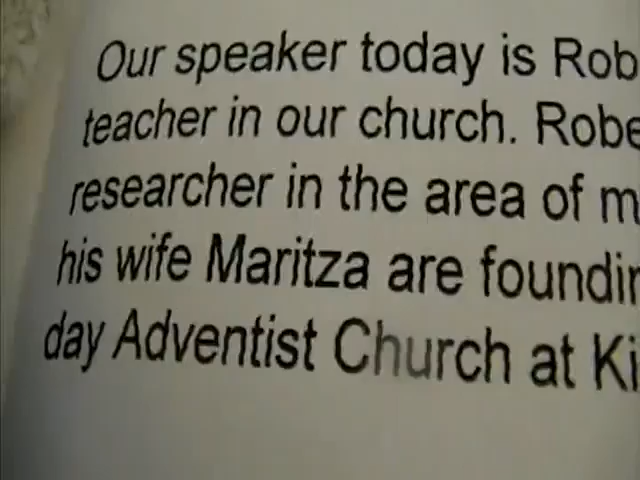 Our speaker today is Rob
teacher in our church. Robe
researcher in the area of m
his wife Maritza are foundin
day Adventist Church at Ki